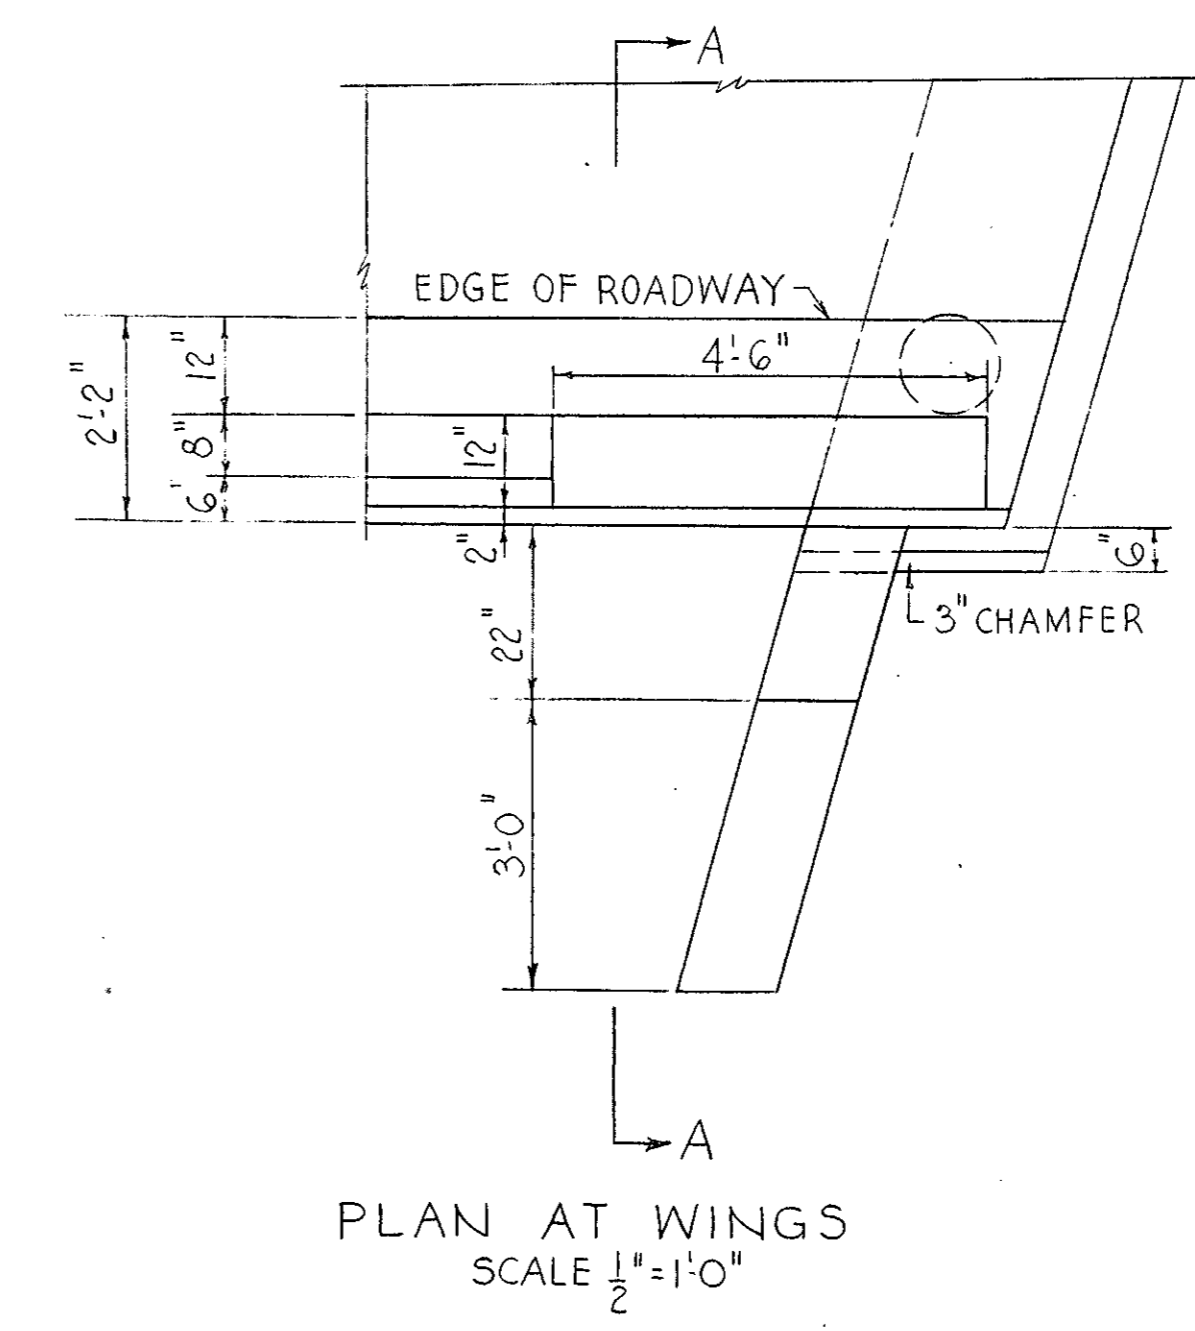 A
EDGE OF ROADWAY
4'-6"
2'-2"
12"
8"
6"
12"
2"
6"
3" CHAMFER
22"
3'-0"
A
PLAN AT WINGS
SCALE 1/2"=1'-0"